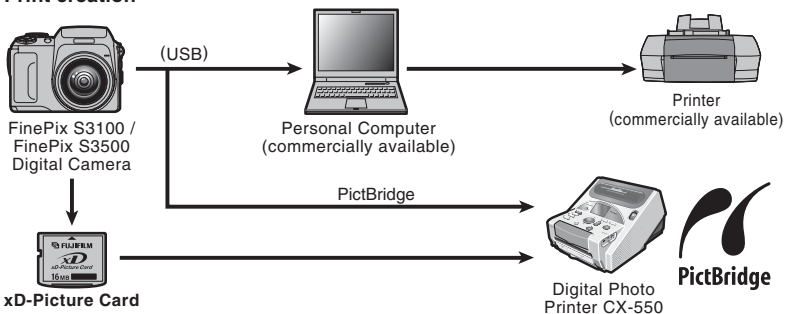 Print creation
(USB)
FinePix S3100 /
FinePix S3500
Digital Camera
Personal Computer
(commercially available)
Printer
(commercially available)
PictBridge
FUJIFILM
xD
xD-Picture Card
16MB
xD-Picture Card
Digital Photo
Printer CX-550
PictBridge